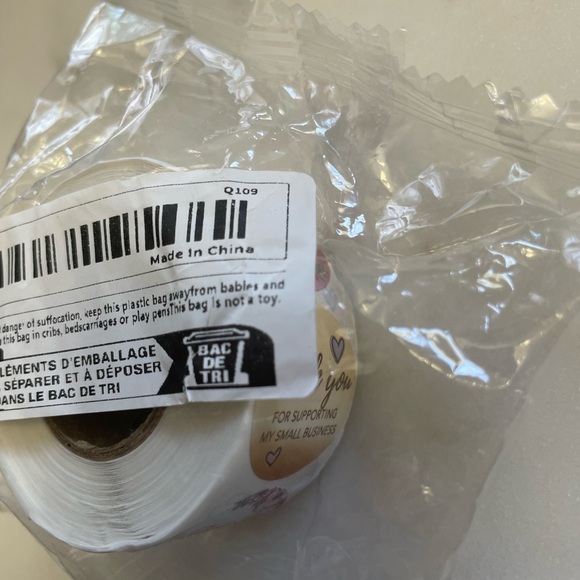 Q109
Made In China
danger of suffocation, keep this plastic bag awayfrom babies and
this bag in cribs, bedscarriages or play pensThis bag is not a toy.
ÉLÉMENTS D'EMBALLAGE
SÉPARER ET À DÉPOSER
DANS LE BAC DE TRI
BAC
DE
TRI
you
FOR SUPPORTING
MY SMALL BUSINESS